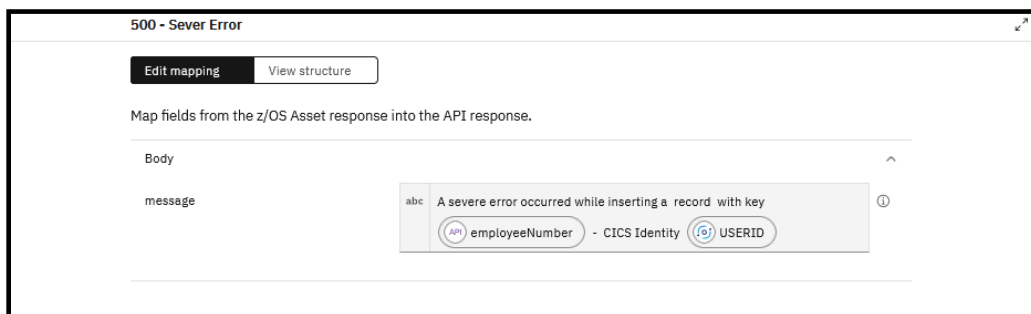 500 - Sever Error
Edit mapping View structure
Map fields from the z/OS Asset response into the API response.
Body
message abc A severe error occurred while inserting a record with key
API employeeNumber - CICS Identity USERID